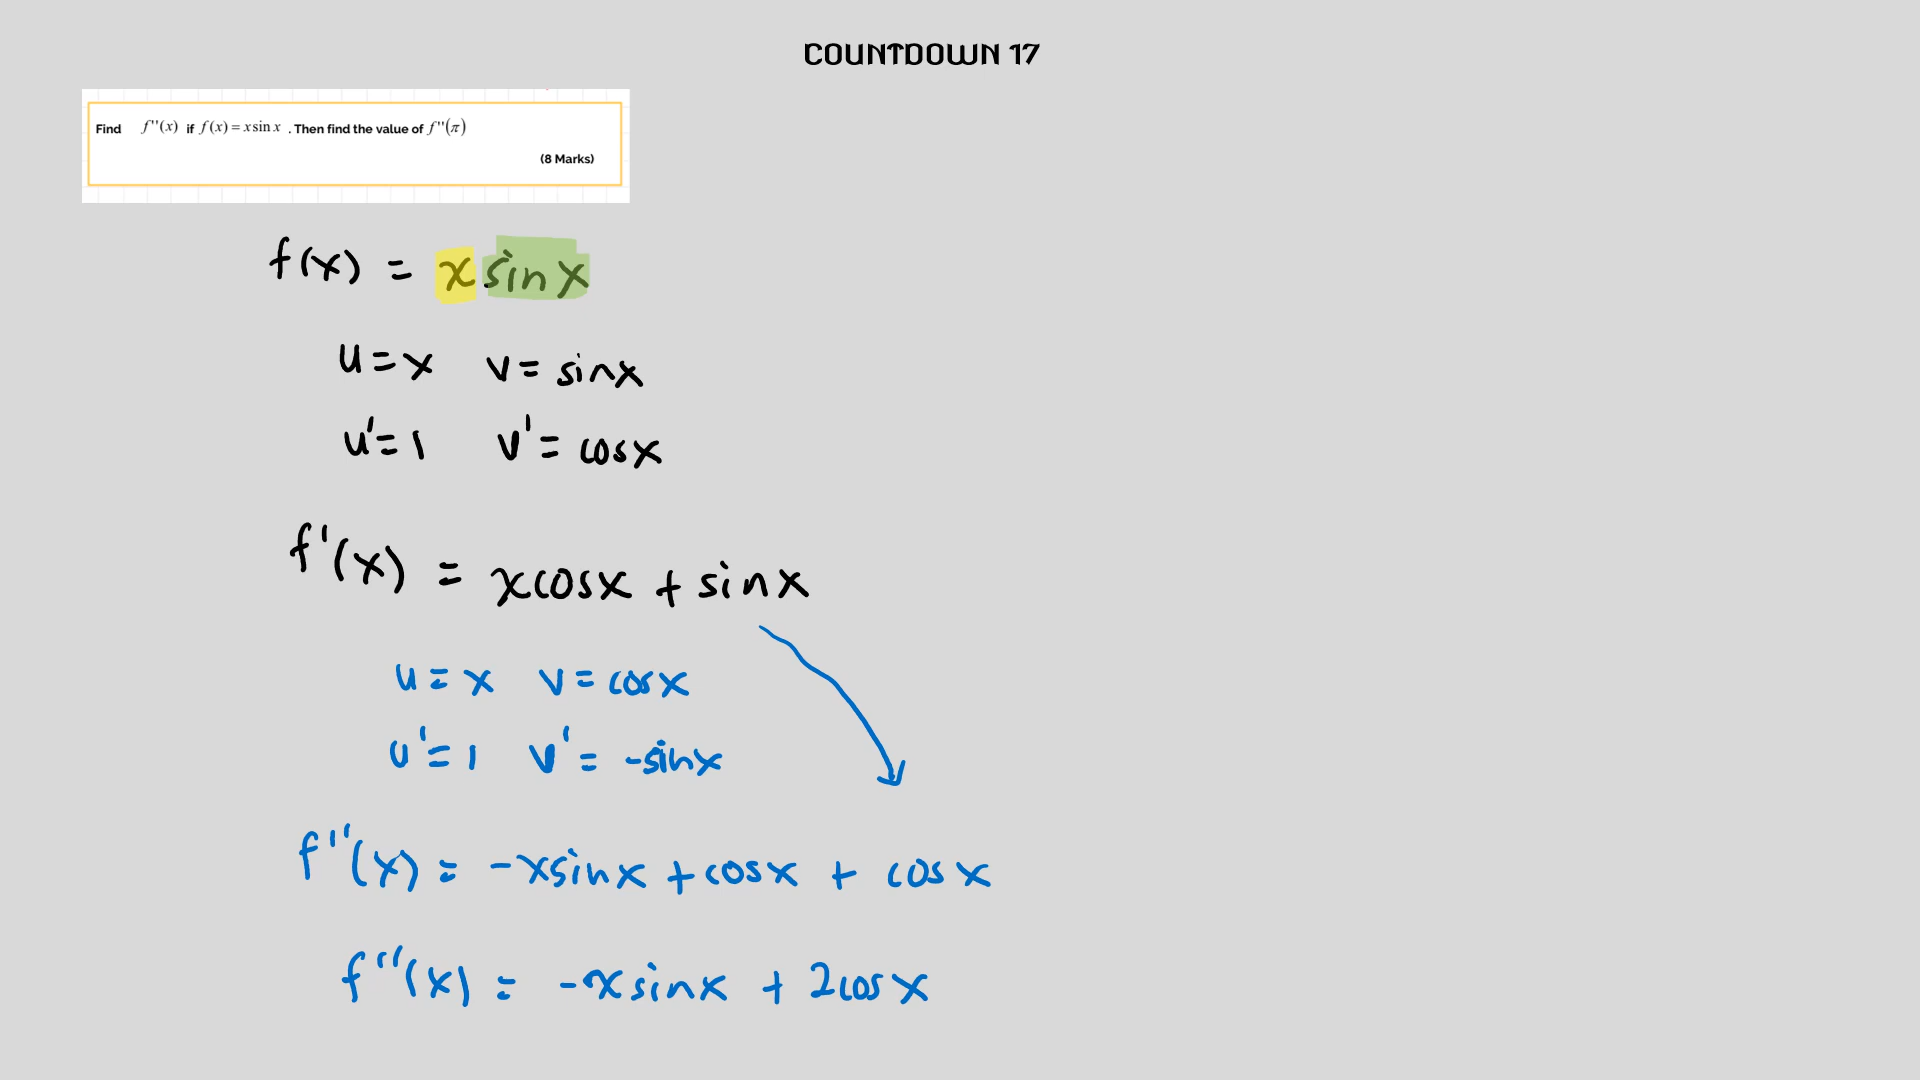 COUNTDOWN 17
Find f''(x) if f(x) = x sin x . Then find the value of f''(π)
(8 Marks)
f(x) = x sin x
u = x v = sin x
u' = 1 v' = cos x
f'(x) = x cos x + sin x
u = x v = cos x
u' = 1 v' = -sin x
f''(x) = -x sin x + cos x + cos x
f''(x) = -x sin x + 2 cos x